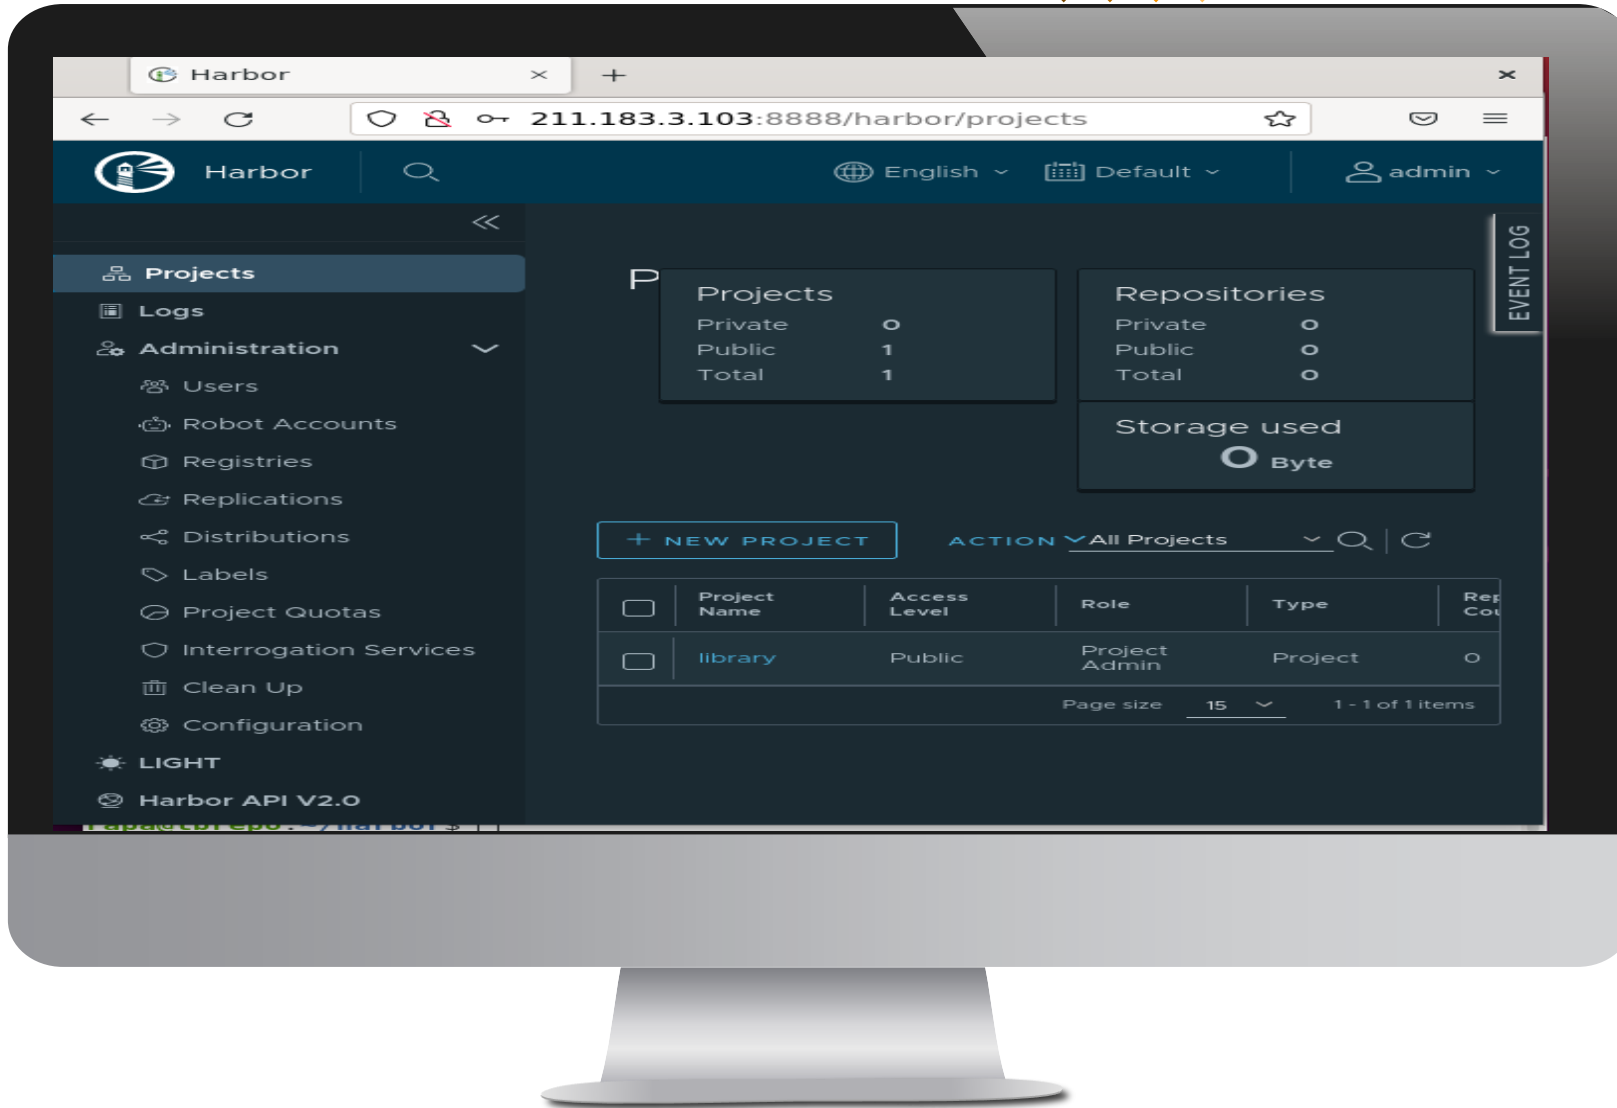 Harbor
211.183.3.103:8888/harbor/projects
Harbor
English
Default
admin
EVENT LOG
Projects
Logs
Administration
Users
Robot Accounts
Registries
Replications
Distributions
Labels
Project Quotas
Interrogation Services
Clean Up
Configuration
LIGHT
Harbor API V2.0
P
Projects
Private 0
Public 1
Total 1
Repositories
Private 0
Public 0
Total 0
Storage used
0 Byte
+ NEW PROJECT
ACTION
All Projects
Project Name
Access Level
Role
Type
library
Public
Project Admin
Project
0
Page size 15
1 - 1 of 1 items